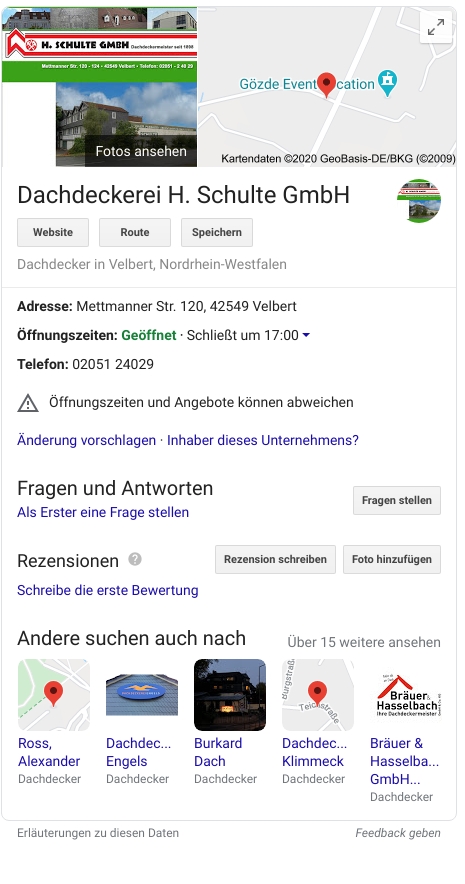 H. SCHULTE GMBH Dachdeckermeister seit 1898
Mettmanner Str. 120 - 124 • 42549 Velbert • Telefon: 02051 - 2 40 29
Fotos ansehen
Gözde Event Location
Kartendaten ©2020 GeoBasis-DE/BKG (©2009)
Dachdeckerei H. Schulte GmbH
Website Route Speichern
Dachdecker in Velbert, Nordrhein-Westfalen
Adresse: Mettmanner Str. 120, 42549 Velbert
Öffnungszeiten: Geöffnet · Schließt um 17:00
Telefon: 02051 24029
Öffnungszeiten und Angebote können abweichen
Änderung vorschlagen · Inhaber dieses Unternehmens?
Fragen und Antworten
Fragen stellen
Als Erster eine Frage stellen
Rezensionen ? Rezension schreiben Foto hinzufügen
Schreibe die erste Bewertung
Andere suchen auch nach Über 15 weitere ansehen
Teichstraße
Bräuer &
Hasselbach
Ihre Dachdeckermeister
Ross, Dachdec... Burkard Dachdec... Bräuer &
Alexander Engels Dach Klimmeck Hasselba...
Dachdecker Dachdecker Dachdecker Dachdecker GmbH...
Dachdecker
Erläuterungen zu diesen Daten Feedback geben